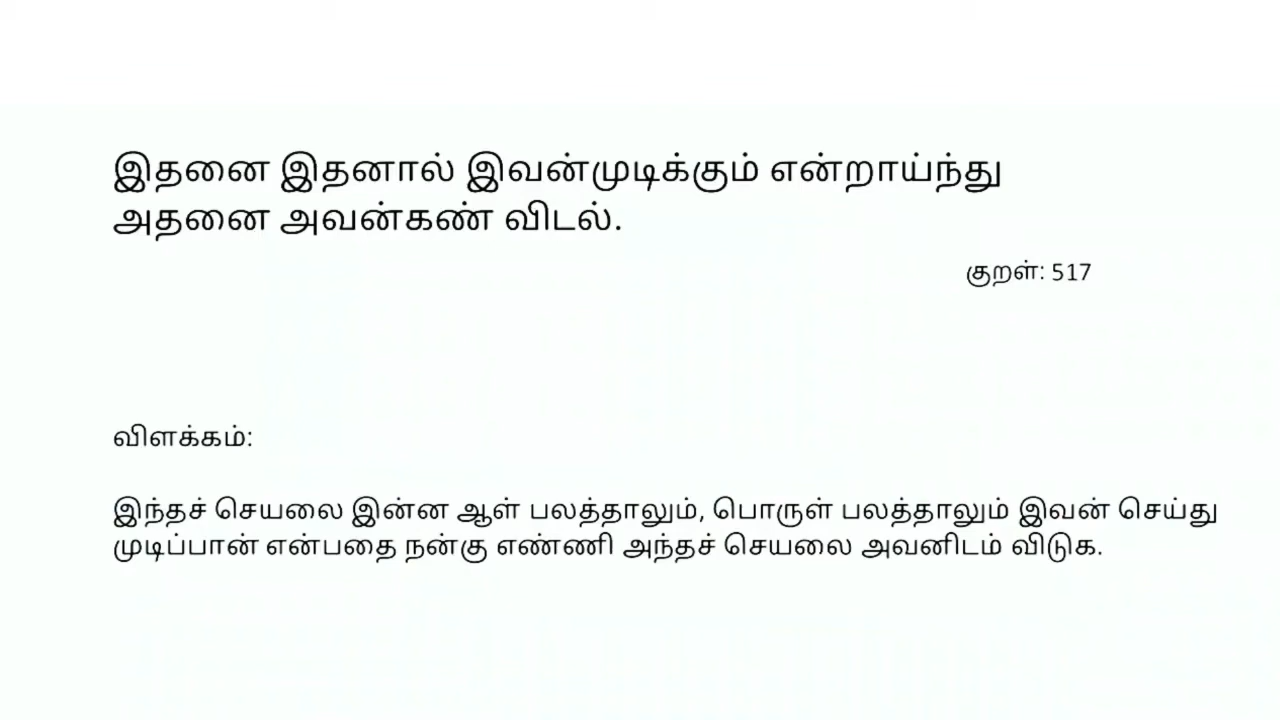 இதனை இதனால் இவன்முடிக்கும் என்றாய்ந்து
அதனை அவன்கண் விடல்.
குறள்: 517
விளக்கம்:
இந்தச் செயலை இன்ன ஆள் பலத்தாலும், பொருள் பலத்தாலும் இவன் செய்து
முடிப்பான் என்பதை நன்கு எண்ணி அந்தச் செயலை அவனிடம் விடுக.